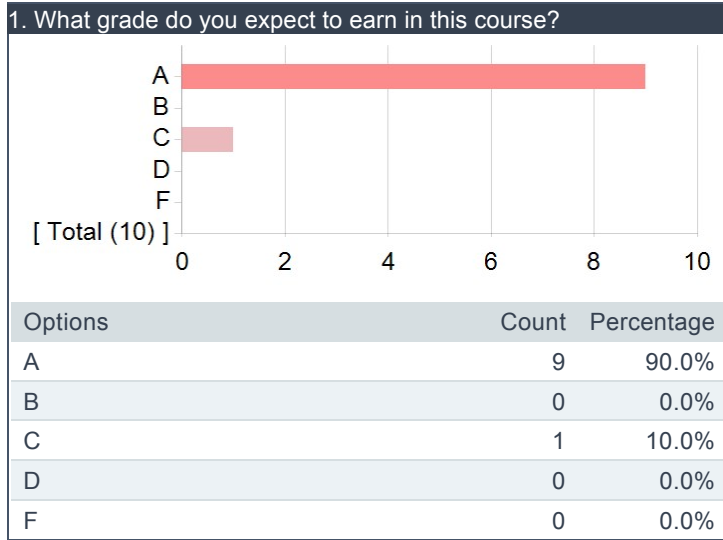 1. What grade do you expect to earn in this course?
A
B
C
D
F
[ Total (10) ]
0 2 4 6 8 10
Options Count Percentage
A 9 90.0%
B 0 0.0%
C 1 10.0%
D 0 0.0%
F 0 0.0%